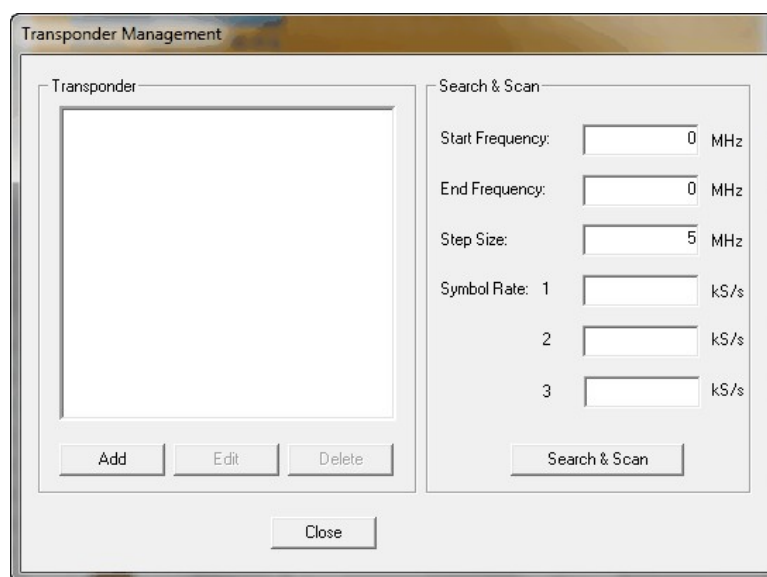 Transponder Management
Transponder
Add
Edit
Delete
Search & Scan
Start Frequency: 0 MHz
End Frequency: 0 MHz
Step Size: 5 MHz
Symbol Rate: 1 kS/s
2 kS/s
3 kS/s
Search & Scan
Close